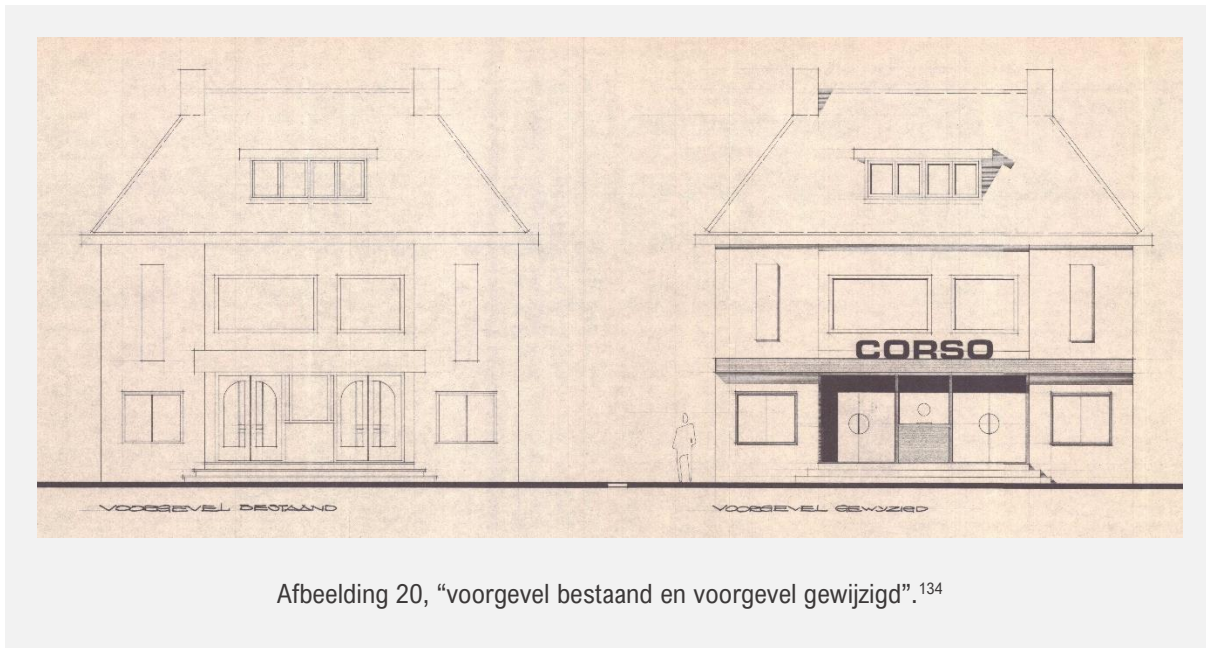 CORSO
VOORGEVEL BESTAAND
VOORGEVEL GEWIJZIGD
Afbeelding 20, “voorgevel bestaand en voorgevel gewijzigd”.134